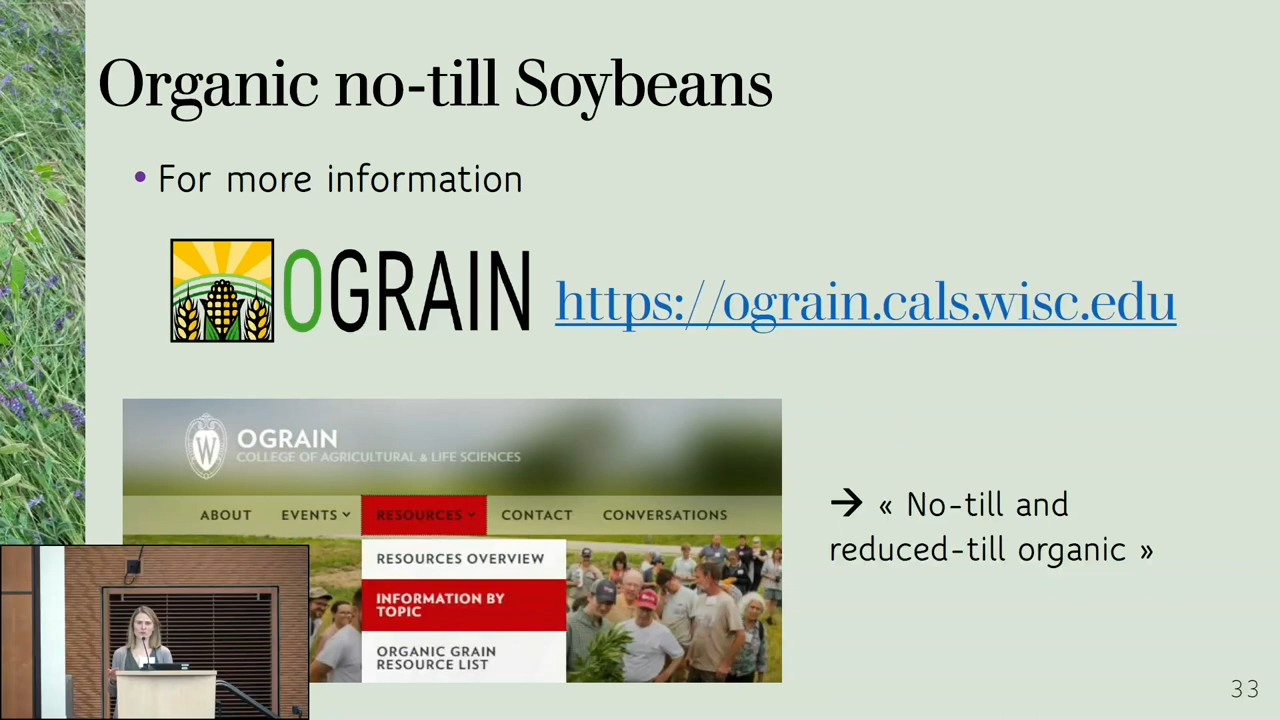 Organic no-till Soybeans
• For more information
OGRAIN https://ograin.cals.wisc.edu
W OGRAIN
COLLEGE OF AGRICULTURAL & LIFE SCIENCES
ABOUT EVENTS RESOURCES CONTACT CONVERSATIONS
RESOURCES OVERVIEW
INFORMATION BY
TOPIC
ORGANIC GRAIN
RESOURCE LIST
→ « No-till and
reduced-till organic »
33